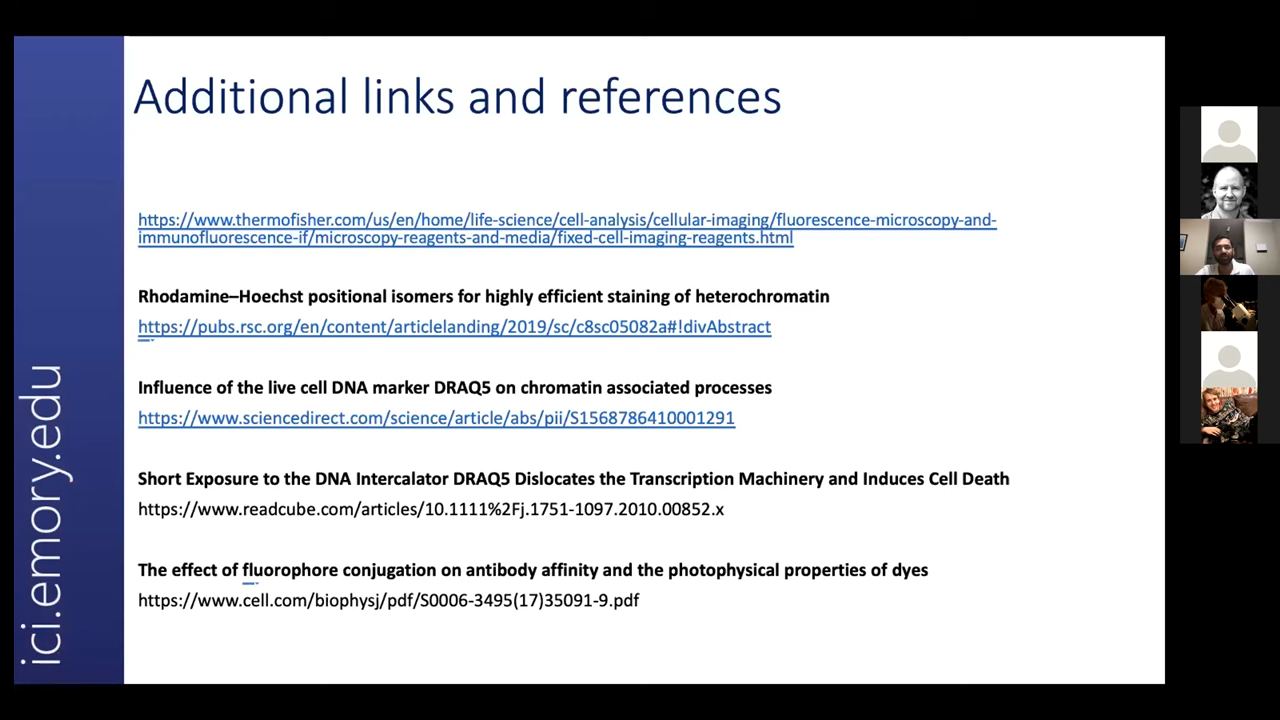 Additional links and references
https://www.thermofisher.com/us/en/home/life-science/cell-analysis/cellular-imaging/fluorescence-microscopy-and-
immunofluorescence-if/microscopy-reagents-and-media/fixed-cell-imaging-reagents.html
Rhodamine–Hoechst positional isomers for highly efficient staining of heterochromatin
https://pubs.rsc.org/en/content/articlelanding/2019/sc/c8sc05082a#!divAbstract
Influence of the live cell DNA marker DRAQ5 on chromatin associated processes
https://www.sciencedirect.com/science/article/abs/pii/S1568786410001291
Short Exposure to the DNA Intercalator DRAQ5 Dislocates the Transcription Machinery and Induces Cell Death
https://www.readcube.com/articles/10.1111%2Fj.1751-1097.2010.00852.x
The effect of fluorophore conjugation on antibody affinity and the photophysical properties of dyes
https://www.cell.com/biophysj/pdf/S0006-3495(17)35091-9.pdf
ici.emory.edu